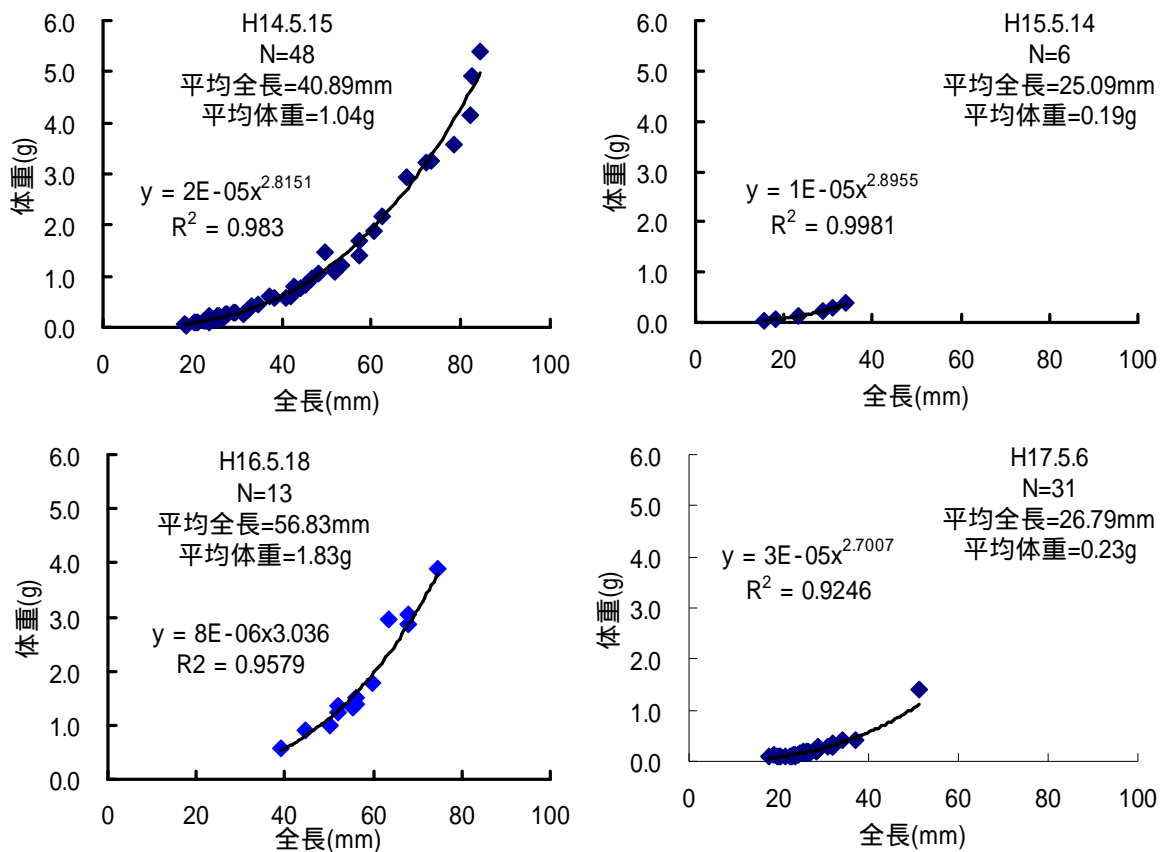 6.0
5.0
4.0
3.0
2.0
1.0
0.0
体重(g)
H14.5.15
N=48
平均全長=40.89mm
平均体重=1.04g
y = 2E-05x^2.8151
R^2 = 0.983
0 20 40 60 80 100
全長(mm)
6.0
5.0
4.0
3.0
2.0
1.0
0.0
体重(g)
H15.5.14
N=6
平均全長=25.09mm
平均体重=0.19g
y = 1E-05x^2.8955
R^2 = 0.9981
0 20 40 60 80 100
全長(mm)
6.0
5.0
4.0
3.0
2.0
1.0
0.0
体重(g)
H16.5.18
N=13
平均全長=56.83mm
平均体重=1.83g
y = 8E-06x3.036
R2 = 0.9579
0 20 40 60 80 100
全長(mm)
6.0
5.0
4.0
3.0
2.0
1.0
0.0
体重(g)
H17.5.6
N=31
平均全長=26.79mm
平均体重=0.23g
y = 3E-05x^2.7007
R^2 = 0.9246
0 20 40 60 80 100
全長(mm)